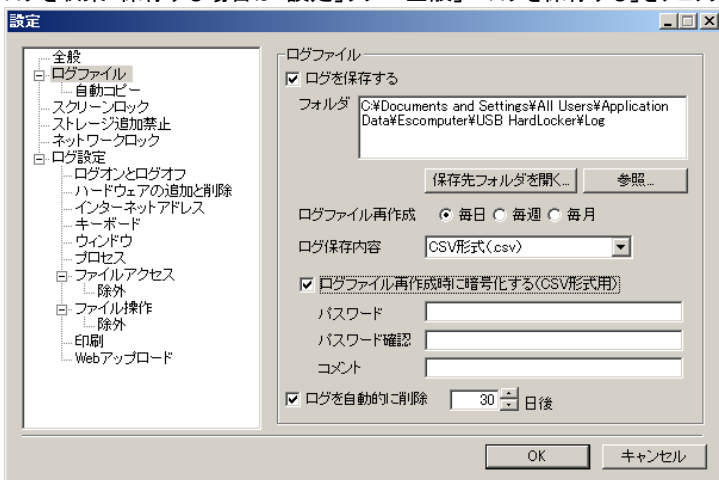 設定
全般
ログファイル
自動コピー
スクリーンロック
ストレージ追加禁止
ネットワークロック
ログ設定
ログオンとログオフ
ハードウェアの追加と削除
インターネットアドレス
キーボード
ウィンドウ
プロセス
ファイルアクセス
除外
ファイル操作
除外
印刷
Webアップロード
ログファイル
ログを保存する
フォルダ
C:¥Documents and Settings¥All Users¥Application
Data¥Escomputer¥USB HardLocker¥Log
保存先フォルダを開く... 参照...
ログファイル再作成 毎日 毎週 毎月
ログ保存内容 CSV形式(.csv)
ログファイル再作成時に暗号化する(CSV形式用)
パスワード
パスワード確認
コメント
ログを自動的に削除 30 日後
OK キャンセル